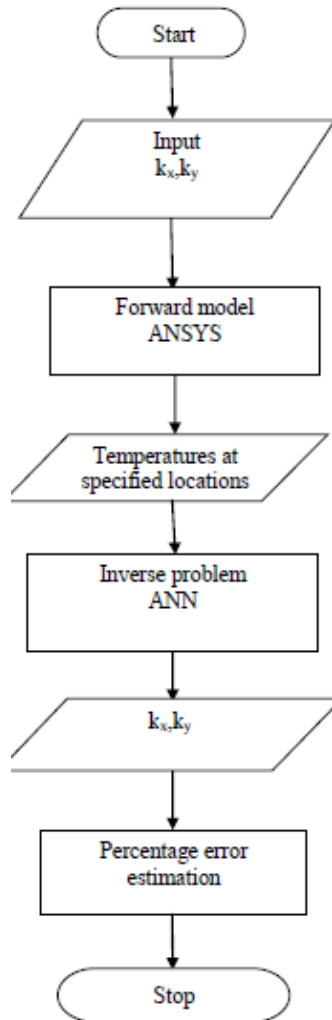 Start
Input
kx,ky
Forward model
ANSYS
Temperatures at
specified locations
Inverse problem
ANN
kx,ky
Percentage error
estimation
Stop